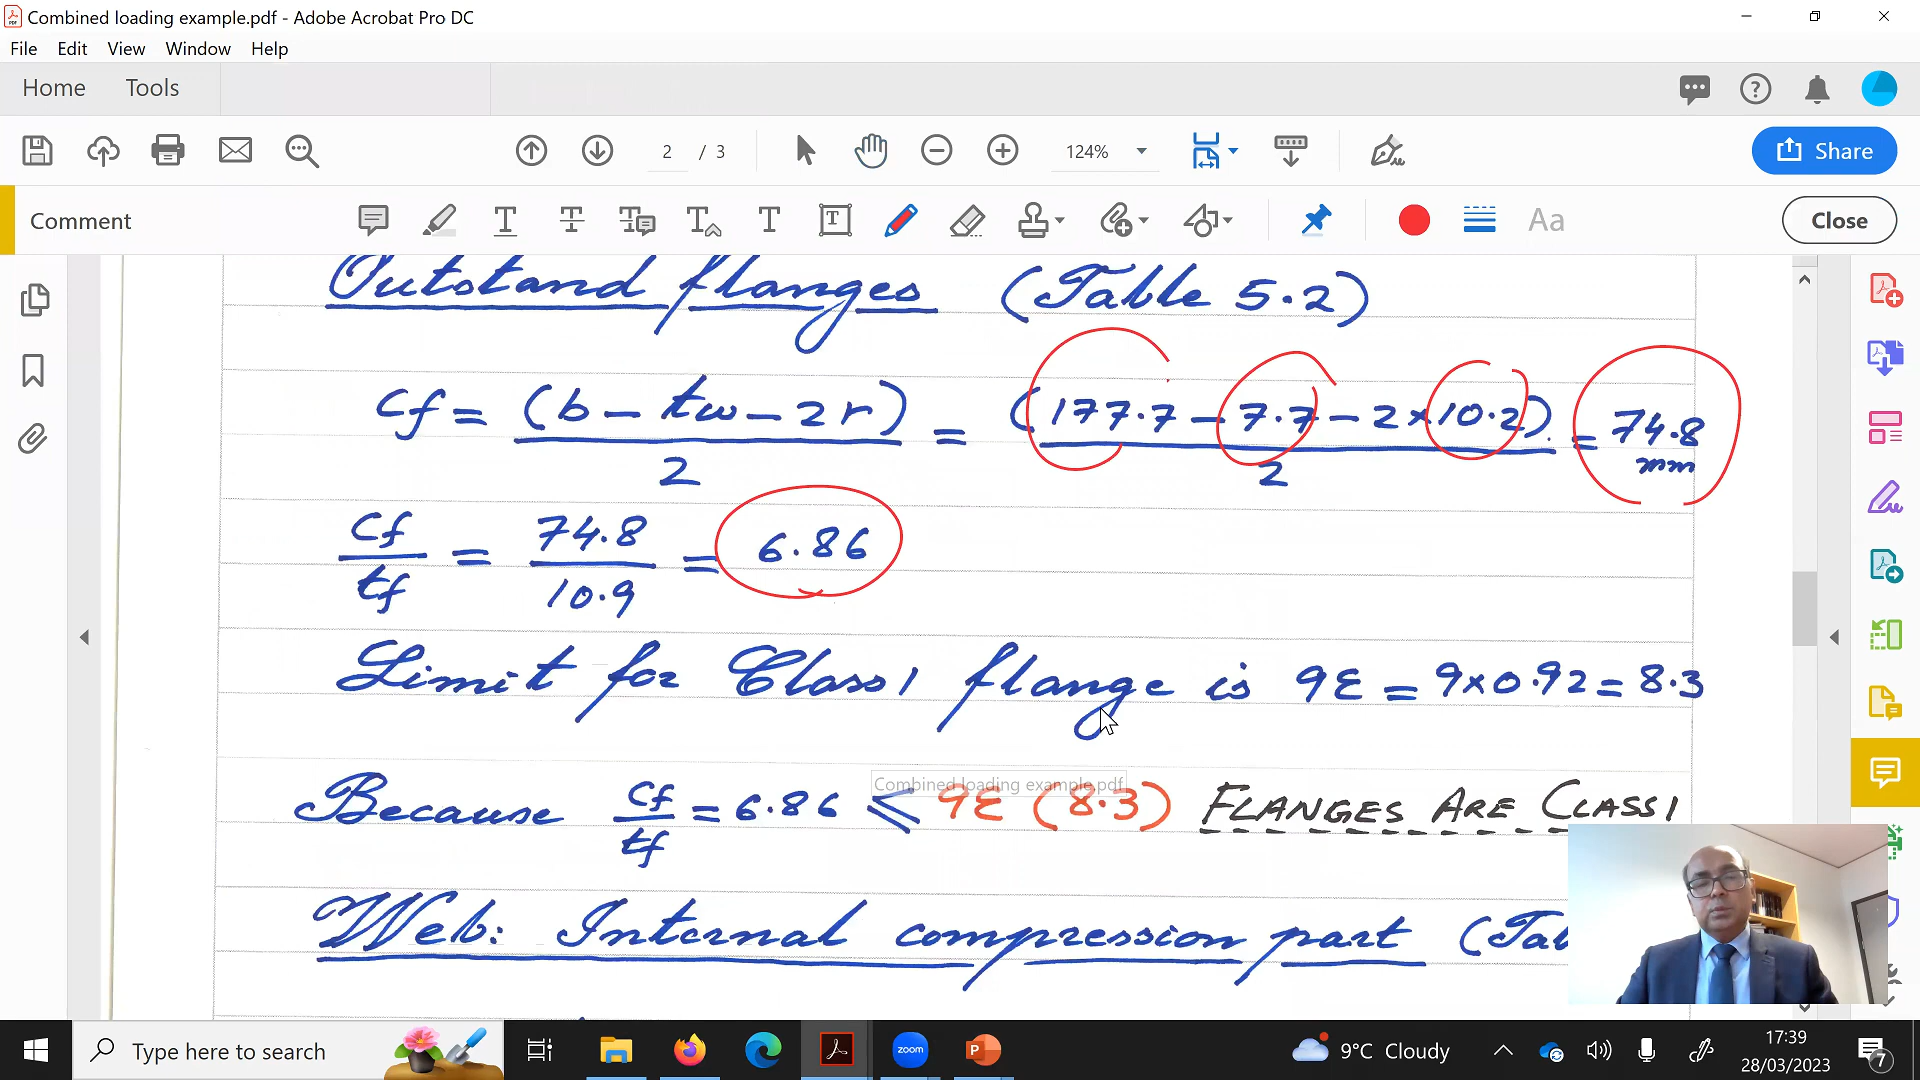 Combined loading example.pdf - Adobe Acrobat Pro DC
File Edit View Window Help
Home Tools
2 / 3 124% Share
Comment Aa Close
Outstand flanges (Table 5.2)
cf = (b - tw - 2r) / 2 = (177.7 - 7.7 - 2×10.2) / 2 = 74.8 mm
cf / tf = 74.8 / 10.9 = 6.86
Limit for Class 1 flange is 9ε = 9×0.92 = 8.3
Combined loading example.pdf
Because cf / tf = 6.86 ⩽ 9ε (8.3) FLANGES ARE CLASS 1
Web: Internal compression part (Ta
Type here to search zoom 9°C Cloudy 17:39
28/03/2023 7